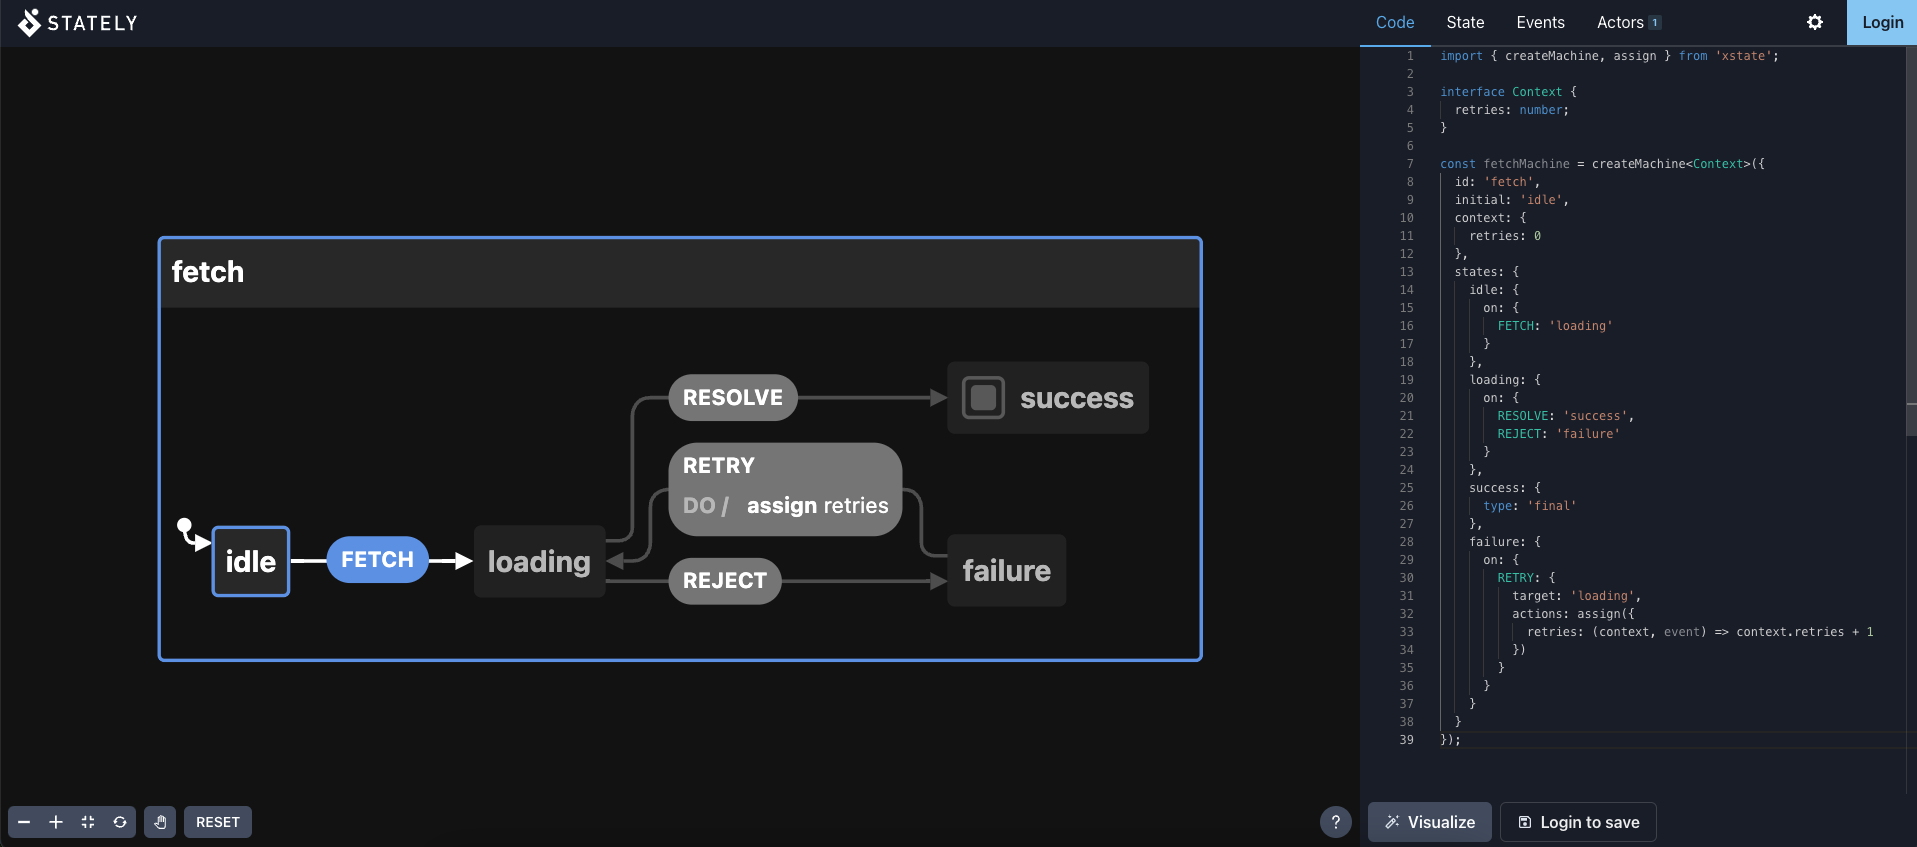 STATELY
Code State Events Actors 1 Login
fetch
RESOLVE
success
RETRY
DO / assign retries
idle
FETCH
loading
REJECT
failure
RESET
?
1 import { createMachine, assign } from 'xstate';
2
3 interface Context {
4 retries: number;
5 }
6
7 const fetchMachine = createMachine<Context>({
8 id: 'fetch',
9 initial: 'idle',
10 context: {
11 retries: 0
12 },
13 states: {
14 idle: {
15 on: {
16 FETCH: 'loading'
17 }
18 },
19 loading: {
20 on: {
21 RESOLVE: 'success',
22 REJECT: 'failure'
23 }
24 },
25 success: {
26 type: 'final'
27 },
28 failure: {
29 on: {
30 RETRY: {
31 target: 'loading',
32 actions: assign({
33 retries: (context, event) => context.retries + 1
34 })
35 }
36 }
37 }
38 }
39 });
Visualize
Login to save